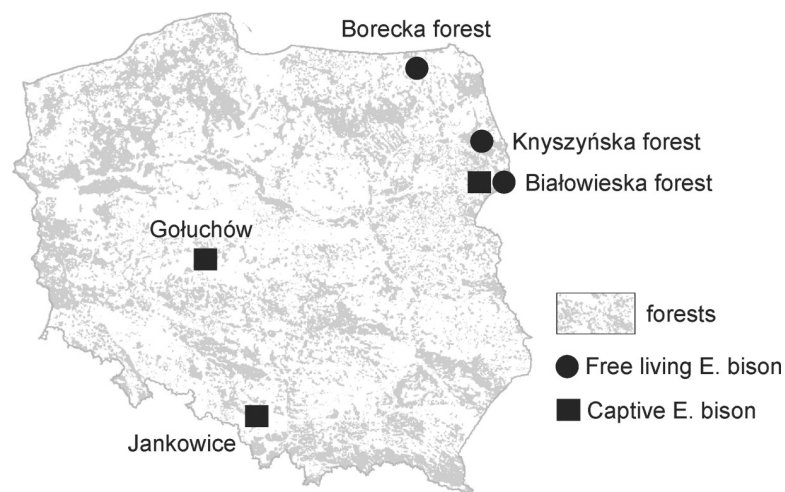 Borecka forest
Knyszyńska forest
Białowieska forest
Gołuchów
forests
Free living E. bison
Captive E. bison
Jankowice